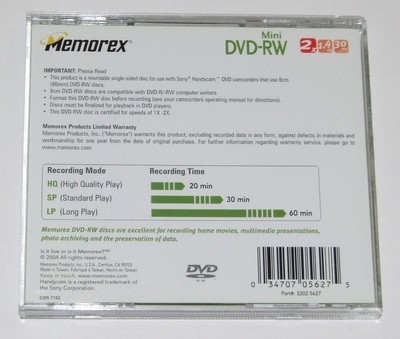 Memorex
Mini
DVD-RW
2x 1.4 30
IMPORTANT: Please Read
• This product is a rewritable single-sided disc for use with Sony Handycam DVD camcorders that use 8cm
(80mm) DVD-RW discs.
• 8cm DVD-RW discs are compatible with DVD-R/-RW computer writers.
• Format this DVD-RW disc before recording (see your camcorders operating manual for directions).
• Discs must be finalized for playback in DVD players.
• This DVD-RW disc is certified for speeds of 1X -2X.
Memorex Products Limited Warranty
Memorex Products, Inc. ("Memorex") warrants this product, excluding recorded data in any form, against defects in materials and
workmanship for one year from the date of original purchase. For further information regarding warranty service, please go to
www.memorex.com.
Recording Mode Recording Time
HQ (High Quality Play) 20 min
SP (Standard Play) 30 min
LP (Long Play) 60 min
Memorex DVD-RW discs are excellent for recording home movies, multimedia presentations,
photo archiving and the preservation of data.
Is it live or is it Memorex?™
© 2004 All rights reserved.
Memorex Products, Inc., U.S.A., Cerritos, CA 90703
Made in Taiwan, Fabriqué à Taiwan, Hecho en Taiwan
Keep in touch. www.memorex.com
Handycam is a registered trademark of
the Sony Corporation.
DVD
0 34707 05627 5
Part#: 3202 5627